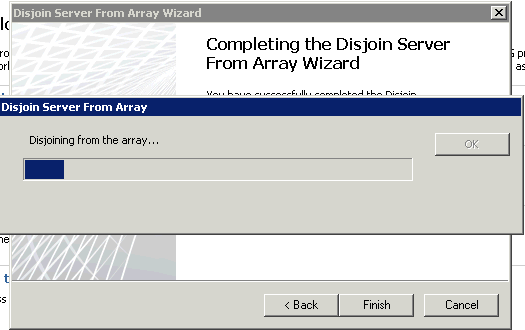 Disjoin Server From Array Wizard
Completing the Disjoin Server
From Array Wizard
You have successfully completed the Disjoin
Disjoin Server From Array
Disjoining from the array...
OK
< Back
Finish
Cancel